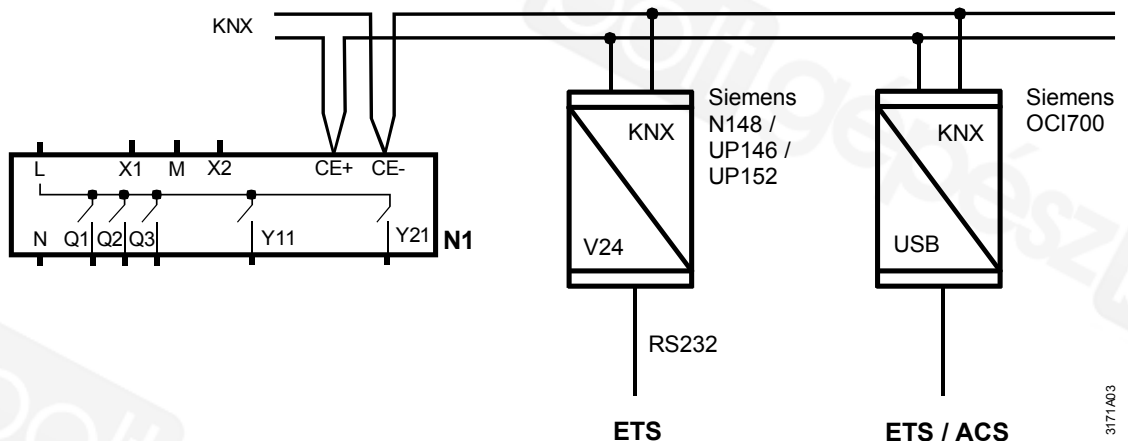 KNX
L X1 M X2 CE+ CE-
N Q1 Q2 Q3 Y11 Y21 N1
KNX
V24
Siemens
N148 /
UP146 /
UP152
RS232
ETS
KNX
USB
Siemens
OCI700
ETS / ACS
3171A03
gépész